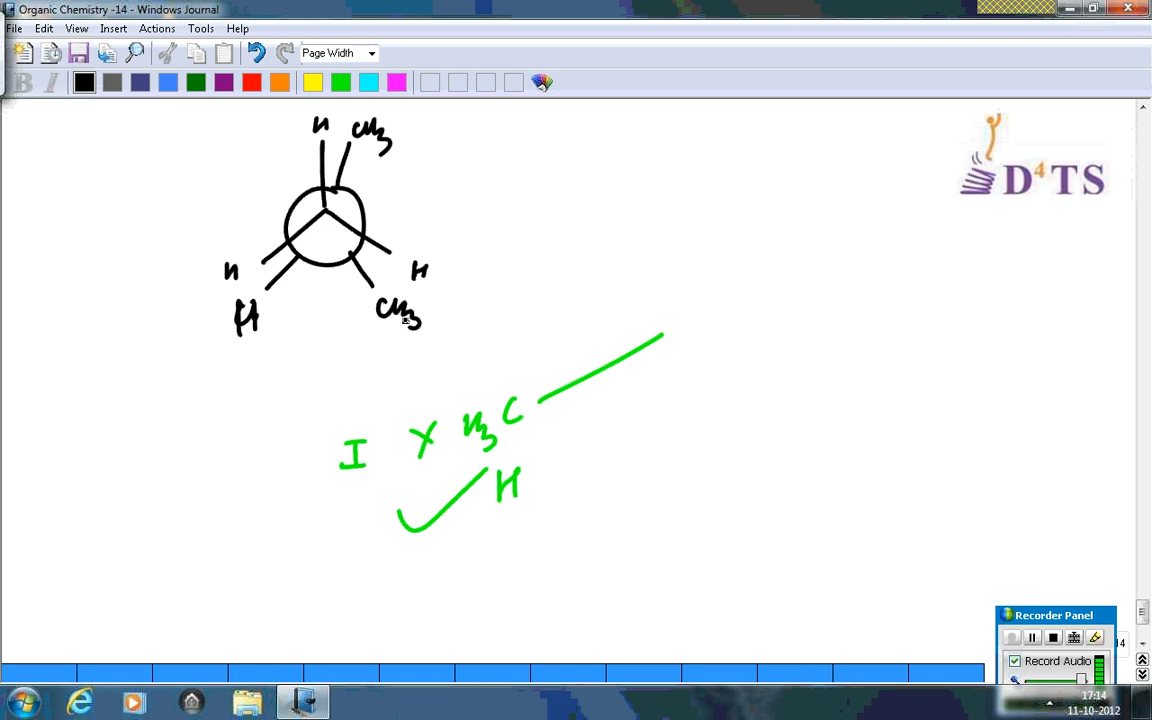 Organic Chemistry -14 - Windows Journal
File Edit View Insert Actions Tools Help
Page Width
B I
H CH3
D4TS
H H
H CH3
I X H3C
H
Recorder Panel
14
Record Audio
17:14
11-10-2012